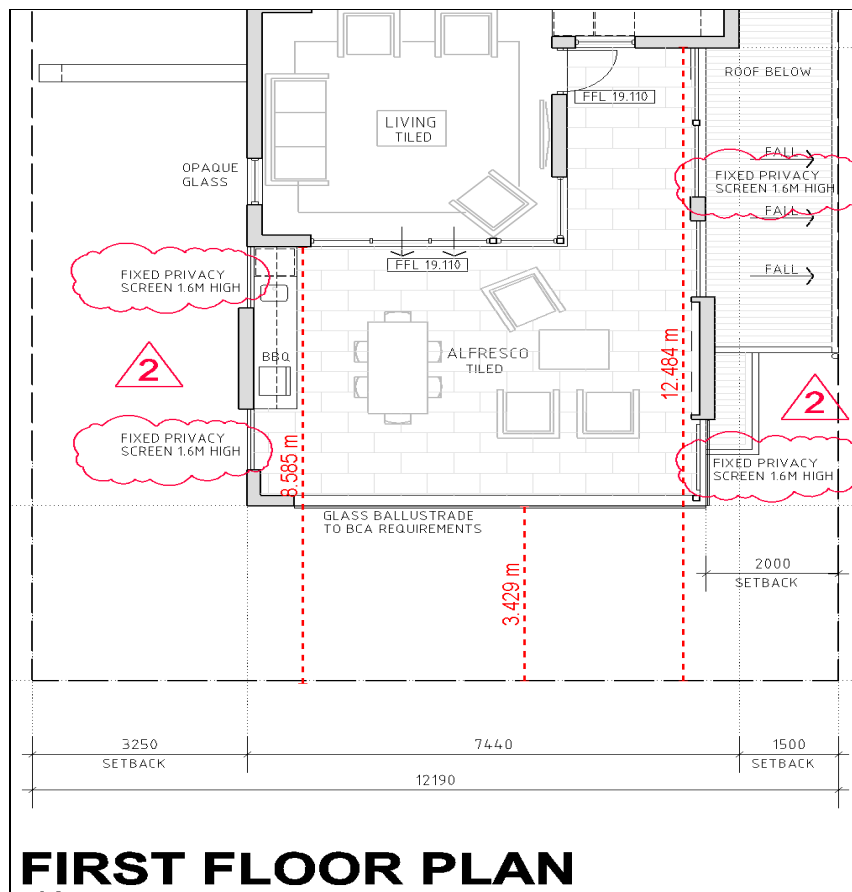 ROOF BELOW
FFL 19.110
LIVING
TILED
FALL
OPAQUE
GLASS
FIXED PRIVACY
SCREEN 1.6M HIGH
FALL
FFL 19.110
FALL
FIXED PRIVACY
SCREEN 1.6M HIGH
BBQ
ALFRESCO
TILED
12.484 m
2
2
FIXED PRIVACY
SCREEN 1.6M HIGH
8.585 m
FIXED PRIVACY
SCREEN 1.6M HIGH
GLASS BALLUSTRADE
TO BCA REQUIREMENTS
3.429 m
2000
SETBACK
3250
SETBACK
7440
1500
SETBACK
12190
FIRST FLOOR PLAN